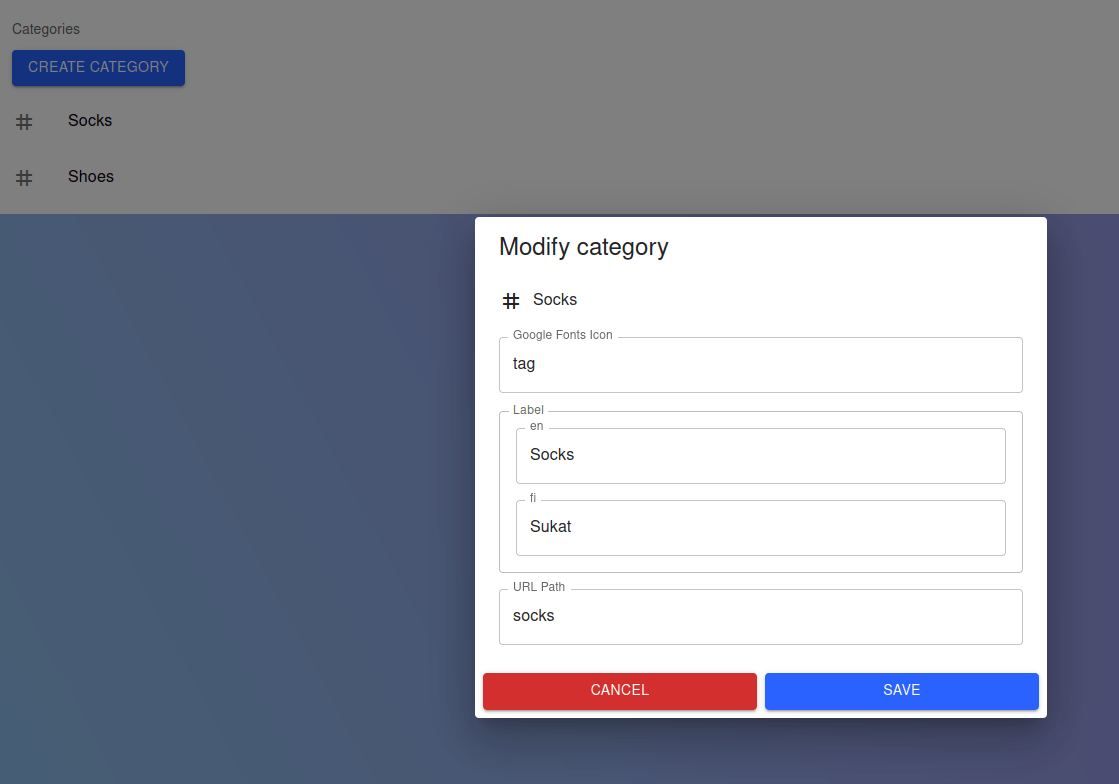 Categories
CREATE CATEGORY
Socks
Shoes
Modify category
Socks
Google Fonts Icon
tag
Label
en
Socks
fi
Sukat
URL Path
socks
CANCEL
SAVE